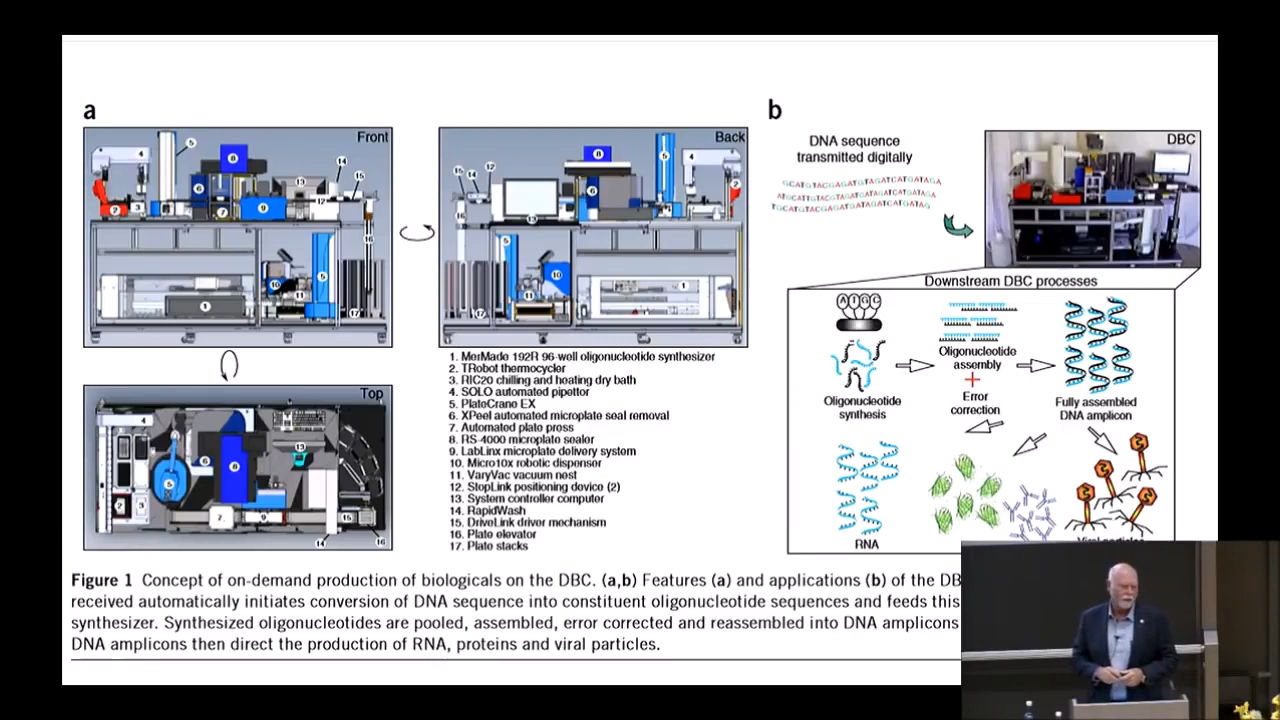 a
Front
Back
Top
1. MerMade 192R 96-well oligonucleotide synthesizer
2. TRobot thermocycler
3. RIC20 chilling and heating dry bath
4. SOLO automated pipettor
5. PlateCrane EX
6. XPeel automated microplate seal removal
7. Automated plate press
8. RS-4000 microplate sealer
9. LabLinx microplate delivery system
10. Micro10x robotic dispenser
11. VaryVac vacuum nest
12. StopLink positioning device (2)
13. System controller computer
14. RapidWash
15. DriveLink driver mechanism
16. Plate elevator
17. Plate stacks
b
DNA sequence
transmitted digitally
DBC
Downstream DBC processes
A T G C
Oligonucleotide
synthesis
Oligonucleotide
assembly
+
Error
correction
Fully assembled
DNA amplicon
RNA
Figure 1 Concept of on-demand production of biologicals on the DBC. (a,b) Features (a) and applications (b) of the DB
received automatically initiates conversion of DNA sequence into constituent oligonucleotide sequences and feeds this
synthesizer. Synthesized oligonucleotides are pooled, assembled, error corrected and reassembled into DNA amplicons
DNA amplicons then direct the production of RNA, proteins and viral particles.